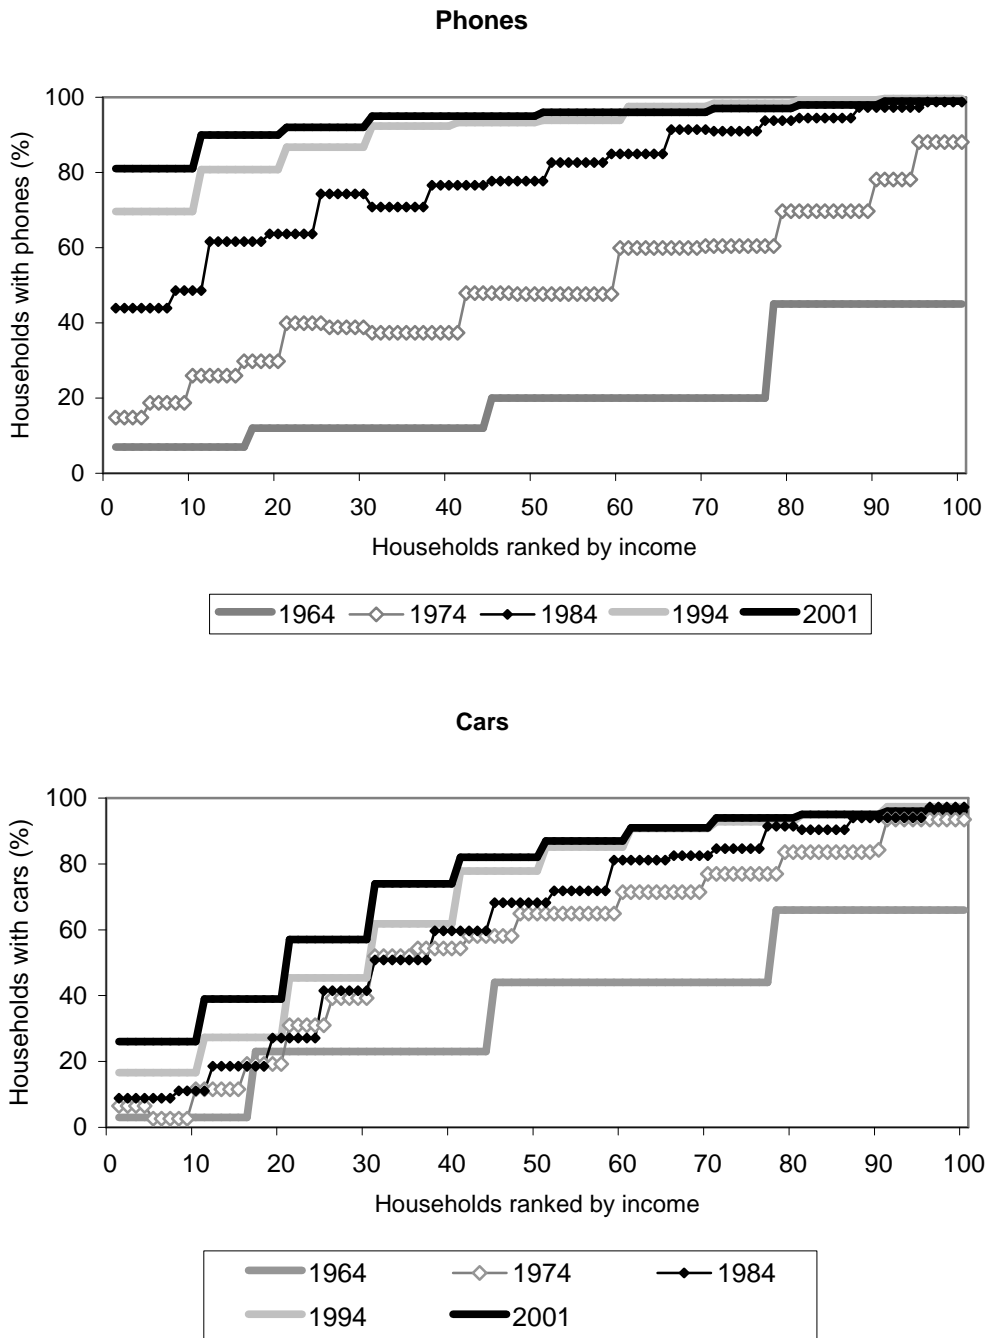 Phones
100
80
60
40
20
0
Households with phones (%)
0 10 20 30 40 50 60 70 80 90 100
Households ranked by income
1964 1974 1984 1994 2001
Cars
100
80
60
40
20
0
Households with cars (%)
0 10 20 30 40 50 60 70 80 90 100
Households ranked by income
1964 1974 1984
1994 2001